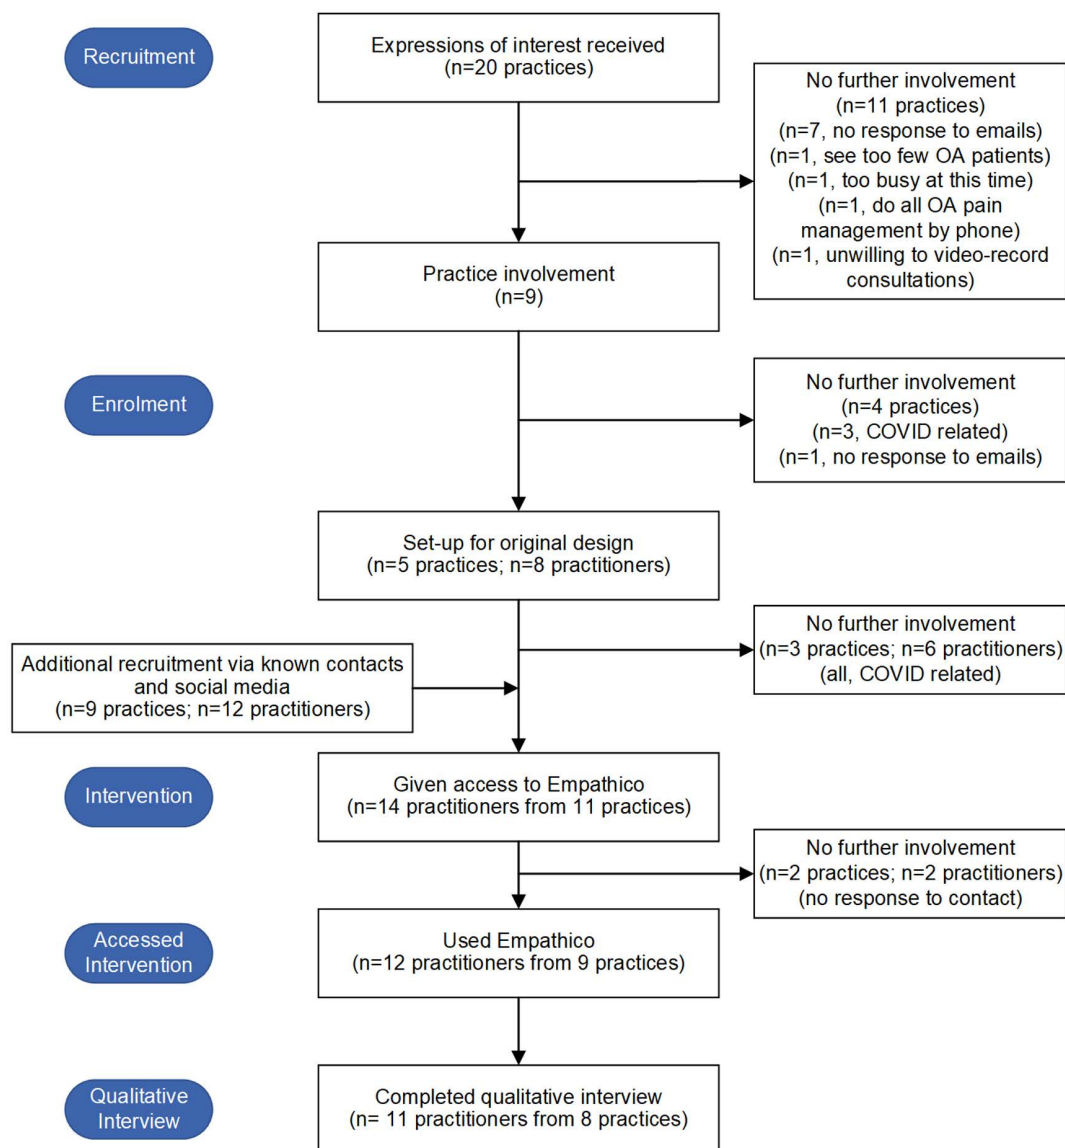 Recruitment
Expressions of interest received
(n=20 practices)
No further involvement
(n=11 practices)
(n=7, no response to emails)
(n=1, see too few OA patients)
(n=1, too busy at this time)
(n=1, do all OA pain
management by phone)
(n=1, unwilling to video-record
consultations)
Practice involvement
(n=9)
Enrolment
No further involvement
(n=4 practices)
(n=3, COVID related)
(n=1, no response to emails)
Set-up for original design
(n=5 practices; n=8 practitioners)
No further involvement
(n=3 practices; n=6 practitioners)
(all, COVID related)
Additional recruitment via known contacts
and social media
(n=9 practices; n=12 practitioners)
Intervention
Given access to Empathico
(n=14 practitioners from 11 practices)
No further involvement
(n=2 practices; n=2 practitioners)
(no response to contact)
Accessed
Intervention
Used Empathico
(n=12 practitioners from 9 practices)
Qualitative
Interview
Completed qualitative interview
(n= 11 practitioners from 8 practices)